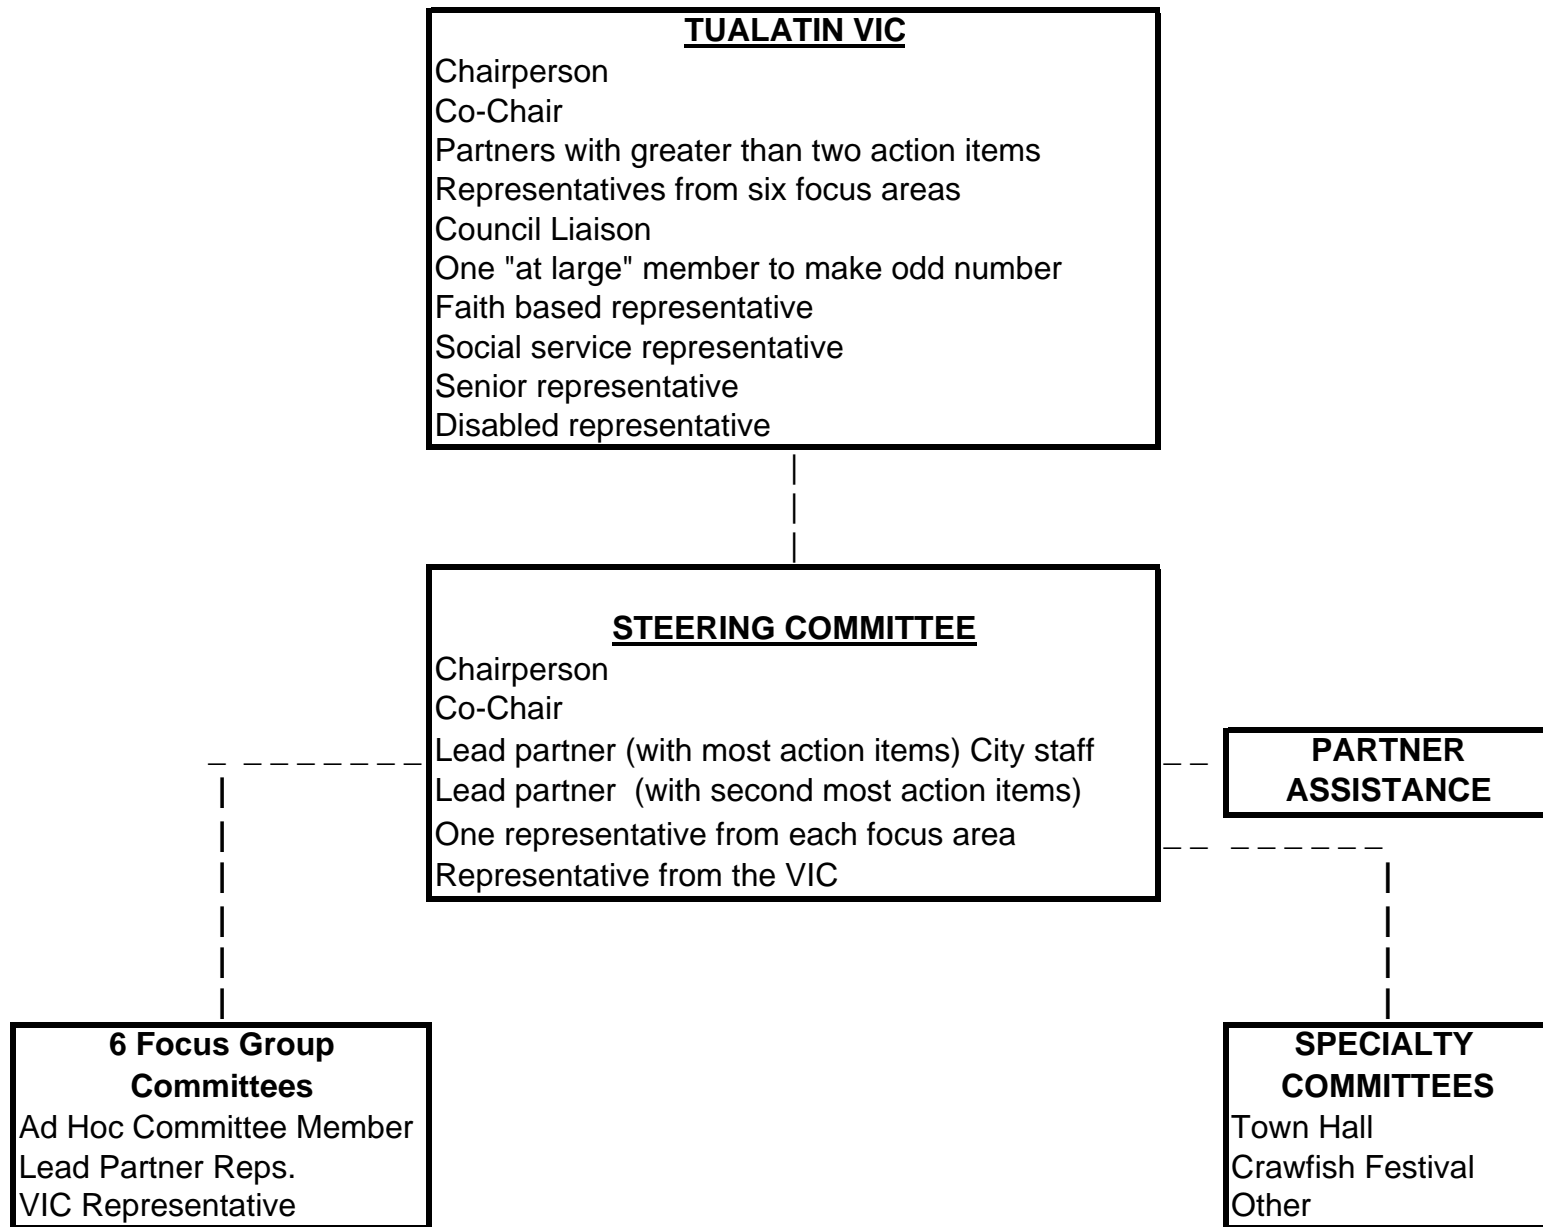 TUALATIN VIC
Chairperson
Co-Chair
Partners with greater than two action items
Representatives from six focus areas
Council Liaison
One "at large" member to make odd number
Faith based representative
Social service representative
Senior representative
Disabled representative
STEERING COMMITTEE
Chairperson
Co-Chair
Lead partner (with most action items) City staff
Lead partner  (with second most action items)
One representative from each focus area
Representative from the VIC
PARTNER
ASSISTANCE
6 Focus Group
Committees
Ad Hoc Committee Member
Lead Partner Reps.
VIC Representative
SPECIALTY
COMMITTEES
Town Hall
Crawfish Festival
Other